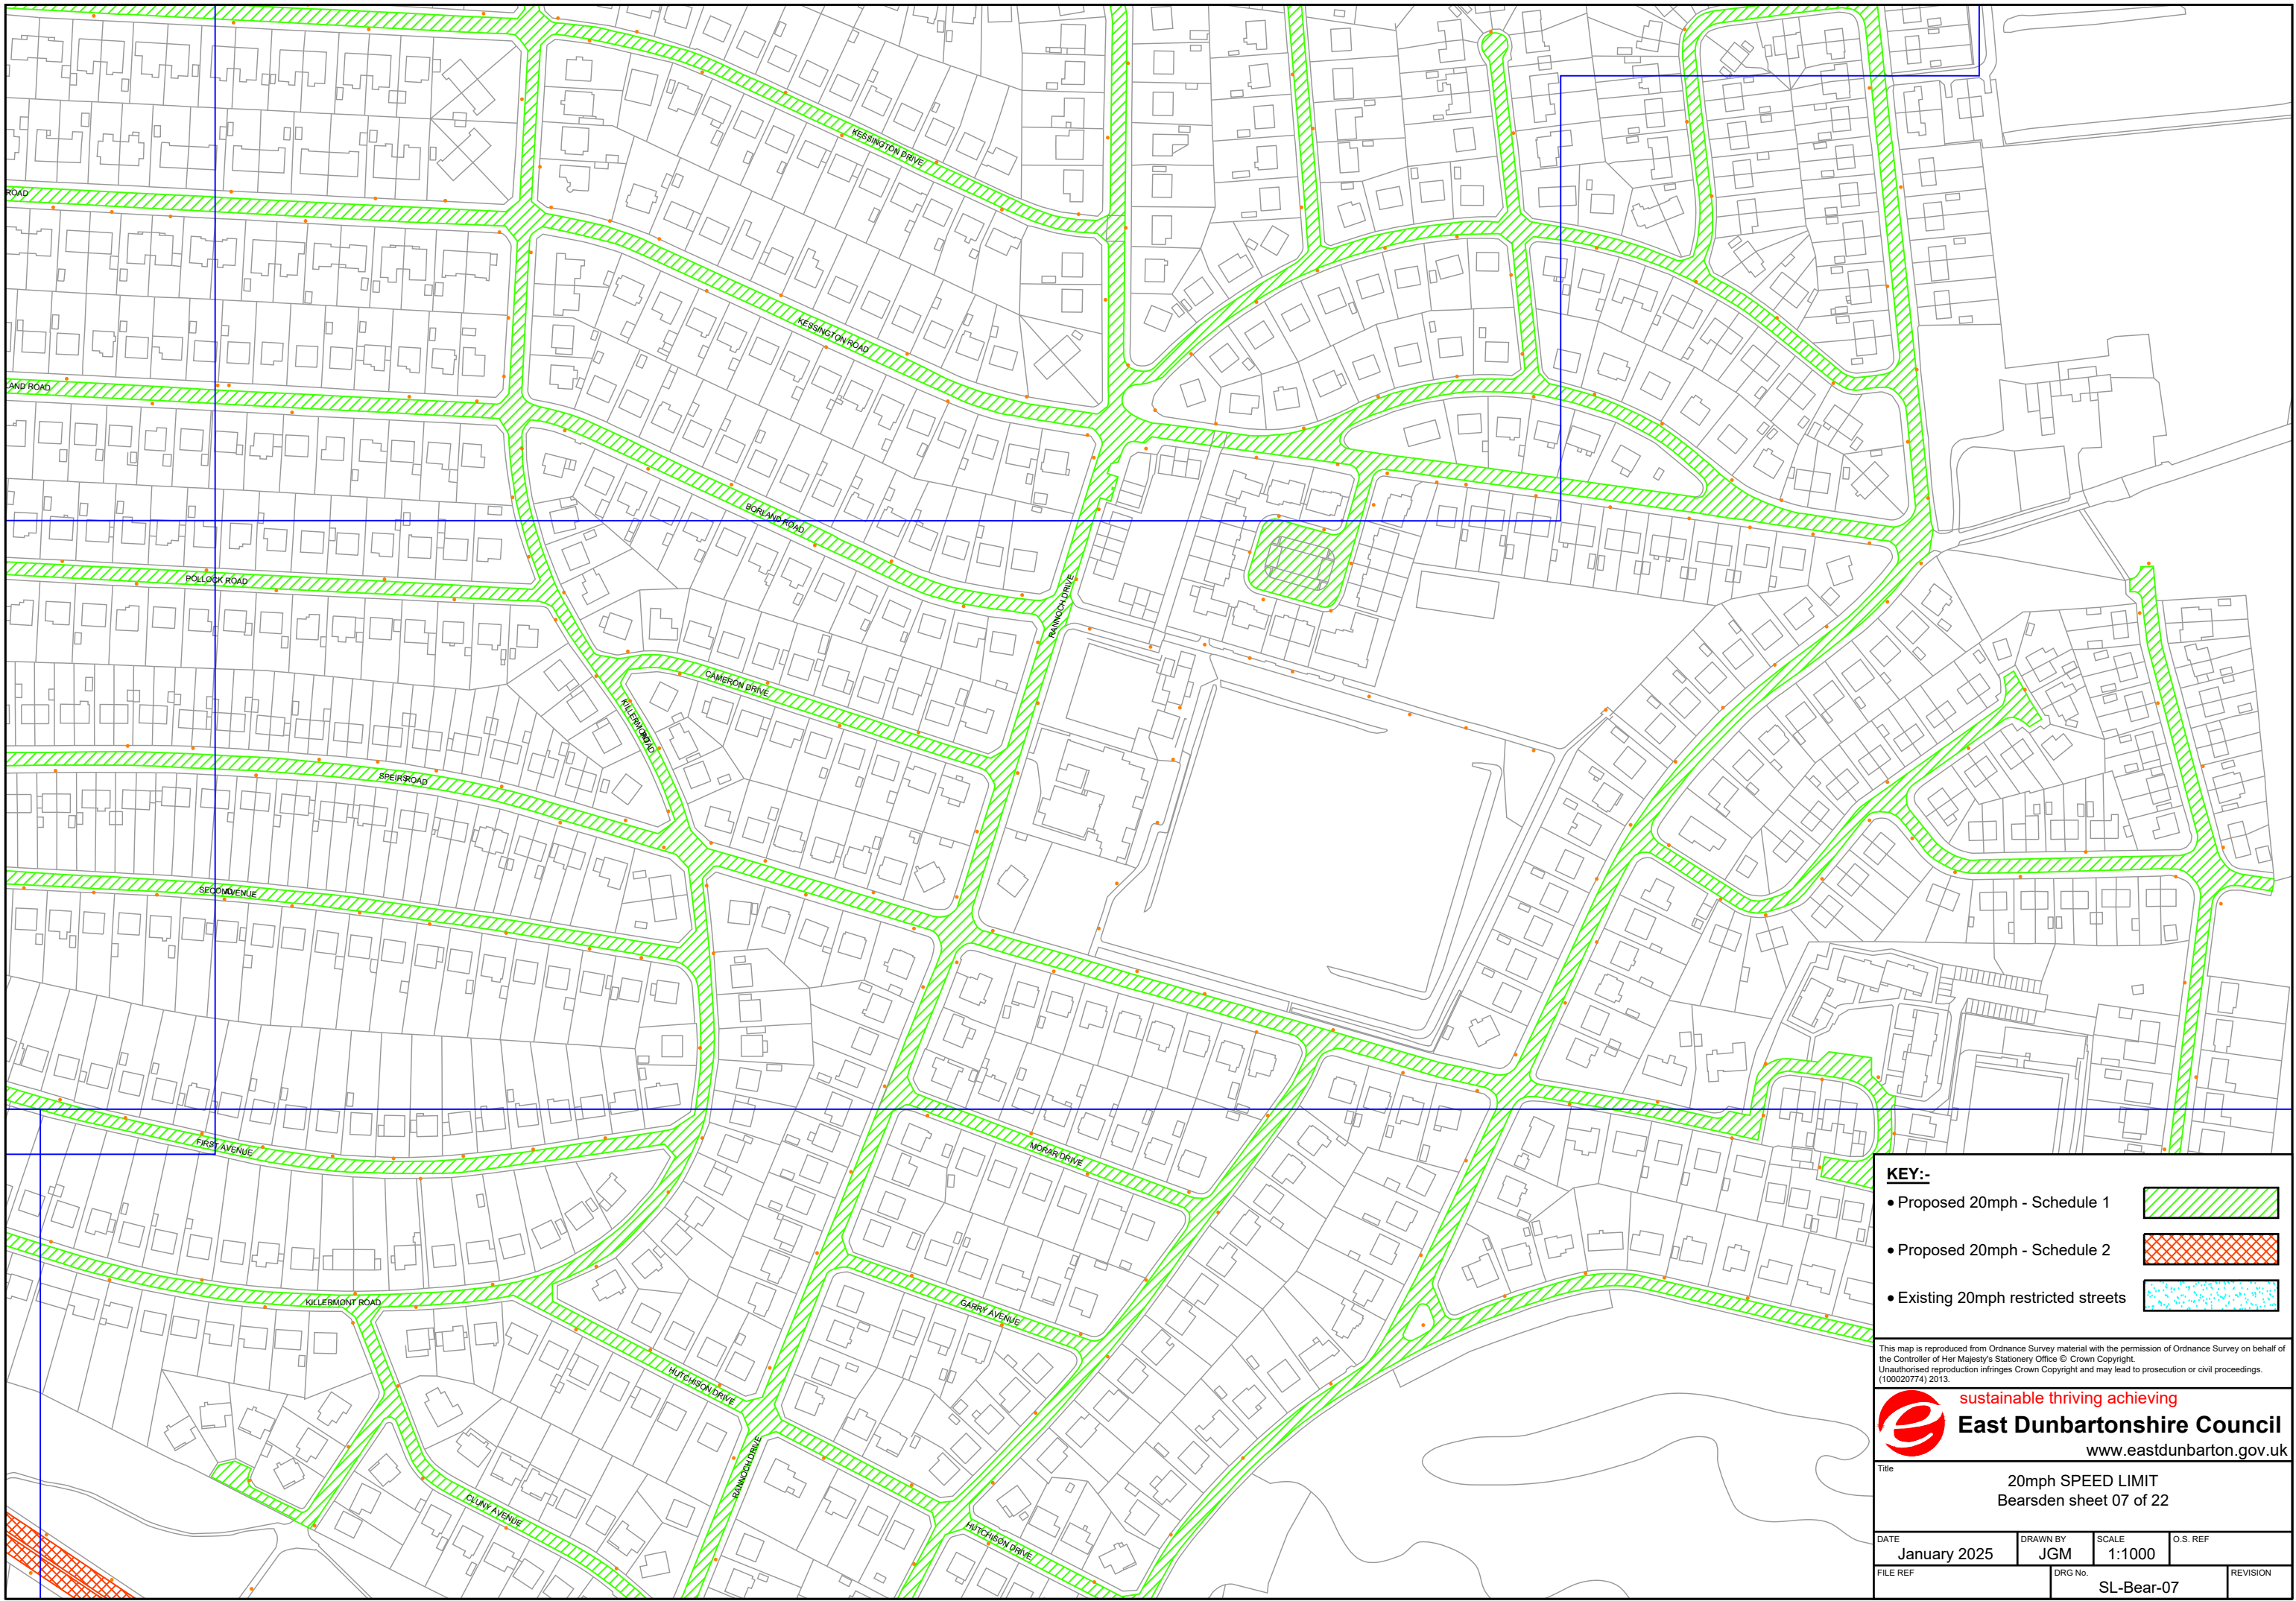 KESSINGTON DRIVE
ROAD
KESSINGTON ROAD
LAND ROAD
BORLAND ROAD
POLLOCK ROAD
RANNOCH DRIVE
CAMERON DRIVE
KILLERMONT ROAD
SPEIRS ROAD
SECOND AVENUE
FIRST AVENUE
MORAR DRIVE
KILLERMONT ROAD
GARRY AVENUE
HUTCHISON DRIVE
RANNOCH DRIVE
CLUNY AVENUE
HUTCHISON DRIVE
KEY:-
• Proposed 20mph - Schedule 1
• Proposed 20mph - Schedule 2
• Existing 20mph restricted streets
This map is reproduced from Ordnance Survey material with the permission of Ordnance Survey on behalf of
the Controller of Her Majesty's Stationery Office © Crown Copyright.
Unauthorised reproduction infringes Crown Copyright and may lead to prosecution or civil proceedings.
(100020774) 2013.
sustainable thriving achieving
East Dunbartonshire Council
www.eastdunbarton.gov.uk
Title
20mph SPEED LIMIT
Bearsden sheet 07 of 22
DATE
January 2025
DRAWN BY
JGM
SCALE
1:1000
O.S. REF
FILE REF
DRG No.
SL-Bear-07
REVISION